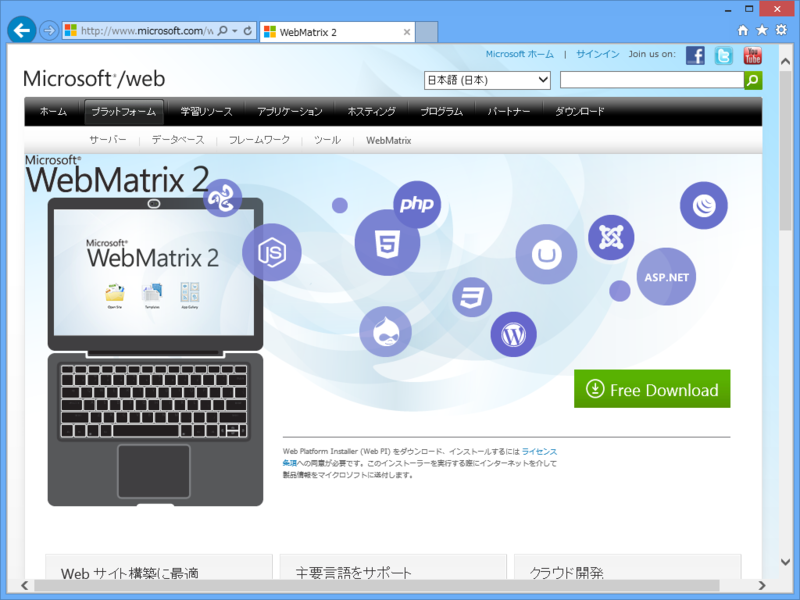 http://www.microsoft.com/w
WebMatrix 2
Microsoft ホーム | サインイン Join us on:
Microsoft®/web
日本語 (日本)
ホーム プラットフォーム 学習リソース アプリケーション ホスティング プログラム パートナー ダウンロード
サーバー データベース フレームワーク ツール WebMatrix
Microsoft®
WebMatrix 2
php
JS
5
3
ASP.NET
Microsoft®
WebMatrix 2
Open Site Templates App Gallery
Free Download
Web Platform Installer (Web PI) をダウンロード、インストールするには ライセンス
条項への同意が必要です。このインストーラーを実行する際にインターネットを介して
製品情報をマイクロソフトに送付します。
Web サイト構築に最適 主要言語をサポート クラウド開発